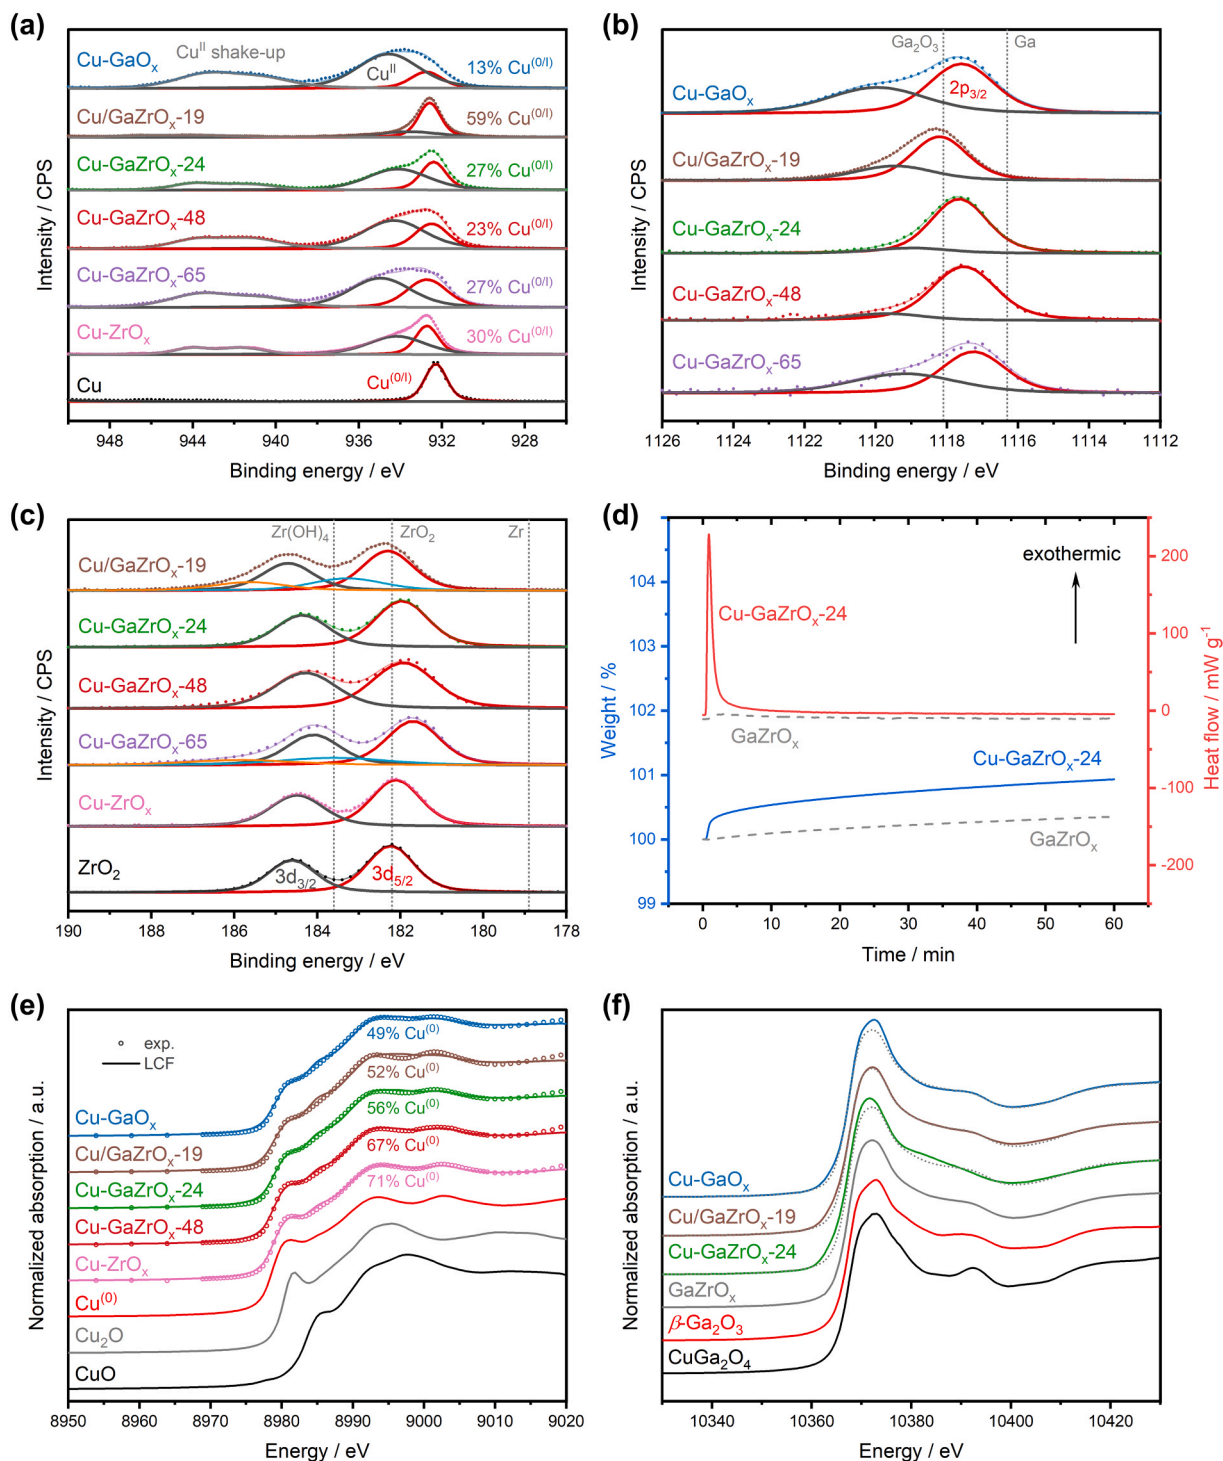 (a)
Cu^II shake-up
Cu-GaOₓ
Cu^II
13% Cu^(0/I)
Cu/GaZrOₓ-19
59% Cu^(0/I)
Cu-GaZrOₓ-24
27% Cu^(0/I)
Cu-GaZrOₓ-48
23% Cu^(0/I)
Cu-GaZrOₓ-65
27% Cu^(0/I)
Cu-ZrOₓ
30% Cu^(0/I)
Cu
Cu^(0/I)
Intensity / CPS
948 944 940 936 932 928
Binding energy / eV
(b)
Ga₂O₃
Ga
Cu-GaOₓ
2p₃/₂
Cu/GaZrOₓ-19
Cu-GaZrOₓ-24
Cu-GaZrOₓ-48
Cu-GaZrOₓ-65
Intensity / CPS
1126 1124 1122 1120 1118 1116 1114 1112
Binding energy / eV
(c)
Zr(OH)₄
ZrO₂
Zr
Cu/GaZrOₓ-19
Cu-GaZrOₓ-24
Cu-GaZrOₓ-48
Cu-GaZrOₓ-65
Cu-ZrOₓ
ZrO₂
3d₃/₂
3d₅/₂
Intensity / CPS
190 188 186 184 182 180 178
Binding energy / eV
(d)
exothermic
Cu-GaZrOₓ-24
GaZrOₓ
Cu-GaZrOₓ-24
GaZrOₓ
Weight / %
104
103
102
101
100
99
Heat flow / mW g⁻¹
200
100
0
-100
-200
0 10 20 30 40 50 60
Time / min
(e)
exp.
LCF
49% Cu^(0)
52% Cu^(0)
56% Cu^(0)
67% Cu^(0)
71% Cu^(0)
Cu-GaOₓ
Cu/GaZrOₓ-19
Cu-GaZrOₓ-24
Cu-GaZrOₓ-48
Cu-ZrOₓ
Cu^(0)
Cu₂O
CuO
Normalized absorption / a.u.
8950 8960 8970 8980 8990 9000 9010 9020
Energy / eV
(f)
Cu-GaOₓ
Cu/GaZrOₓ-19
Cu-GaZrOₓ-24
GaZrOₓ
β-Ga₂O₃
CuGa₂O₄
Normalized absorption / a.u.
10340 10360 10380 10400 10420
Energy / eV